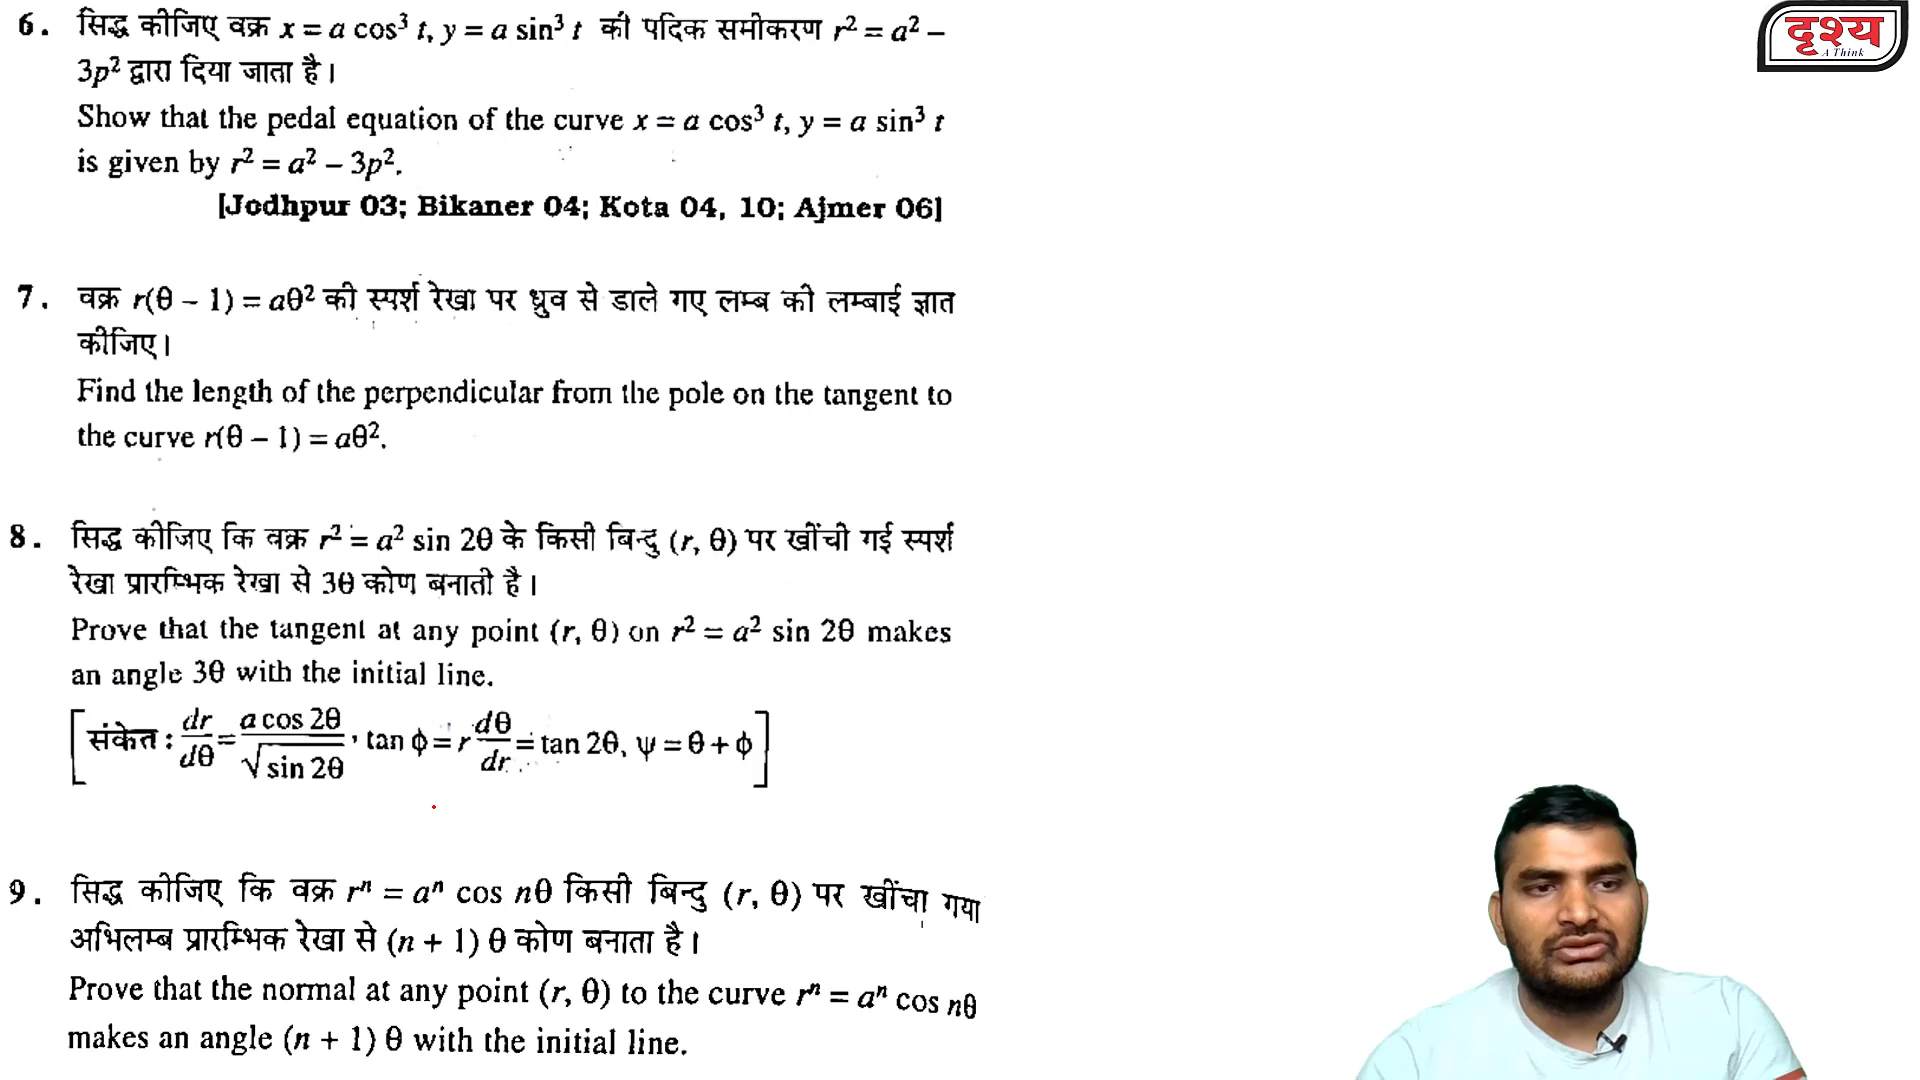 दृश्य
A Think
6. सिद्ध कीजिए वक्र x = a cos³ t, y = a sin³ t की पदिक समीकरण r² = a² –
3p² द्वारा दिया जाता है।
Show that the pedal equation of the curve x = a cos³ t, y = a sin³ t
is given by r² = a² – 3p².
[Jodhpur 03; Bikaner 04; Kota 04, 10; Ajmer 06]
7. वक्र r(θ – 1) = aθ² की स्पर्श रेखा पर ध्रुव से डाले गए लम्ब की लम्बाई ज्ञात
कीजिए।
Find the length of the perpendicular from the pole on the tangent to
the curve r(θ – 1) = aθ².
8. सिद्ध कीजिए कि वक्र r² = a² sin 2θ के किसी बिन्दु (r, θ) पर खींची गई स्पर्श
रेखा प्रारम्भिक रेखा से 3θ कोण बनाती है।
Prove that the tangent at any point (r, θ) on r² = a² sin 2θ makes
an angle 3θ with the initial line.
[संकेत : dr/dθ = a cos 2θ/√sin 2θ, tan ϕ = r dθ/dr = tan 2θ, ψ = θ + ϕ]
9. सिद्ध कीजिए कि वक्र rⁿ = aⁿ cos nθ किसी बिन्दु (r, θ) पर खींचा गया
अभिलम्ब प्रारम्भिक रेखा से (n + 1) θ कोण बनाता है।
Prove that the normal at any point (r, θ) to the curve rⁿ = aⁿ cos nθ
makes an angle (n + 1) θ with the initial line.